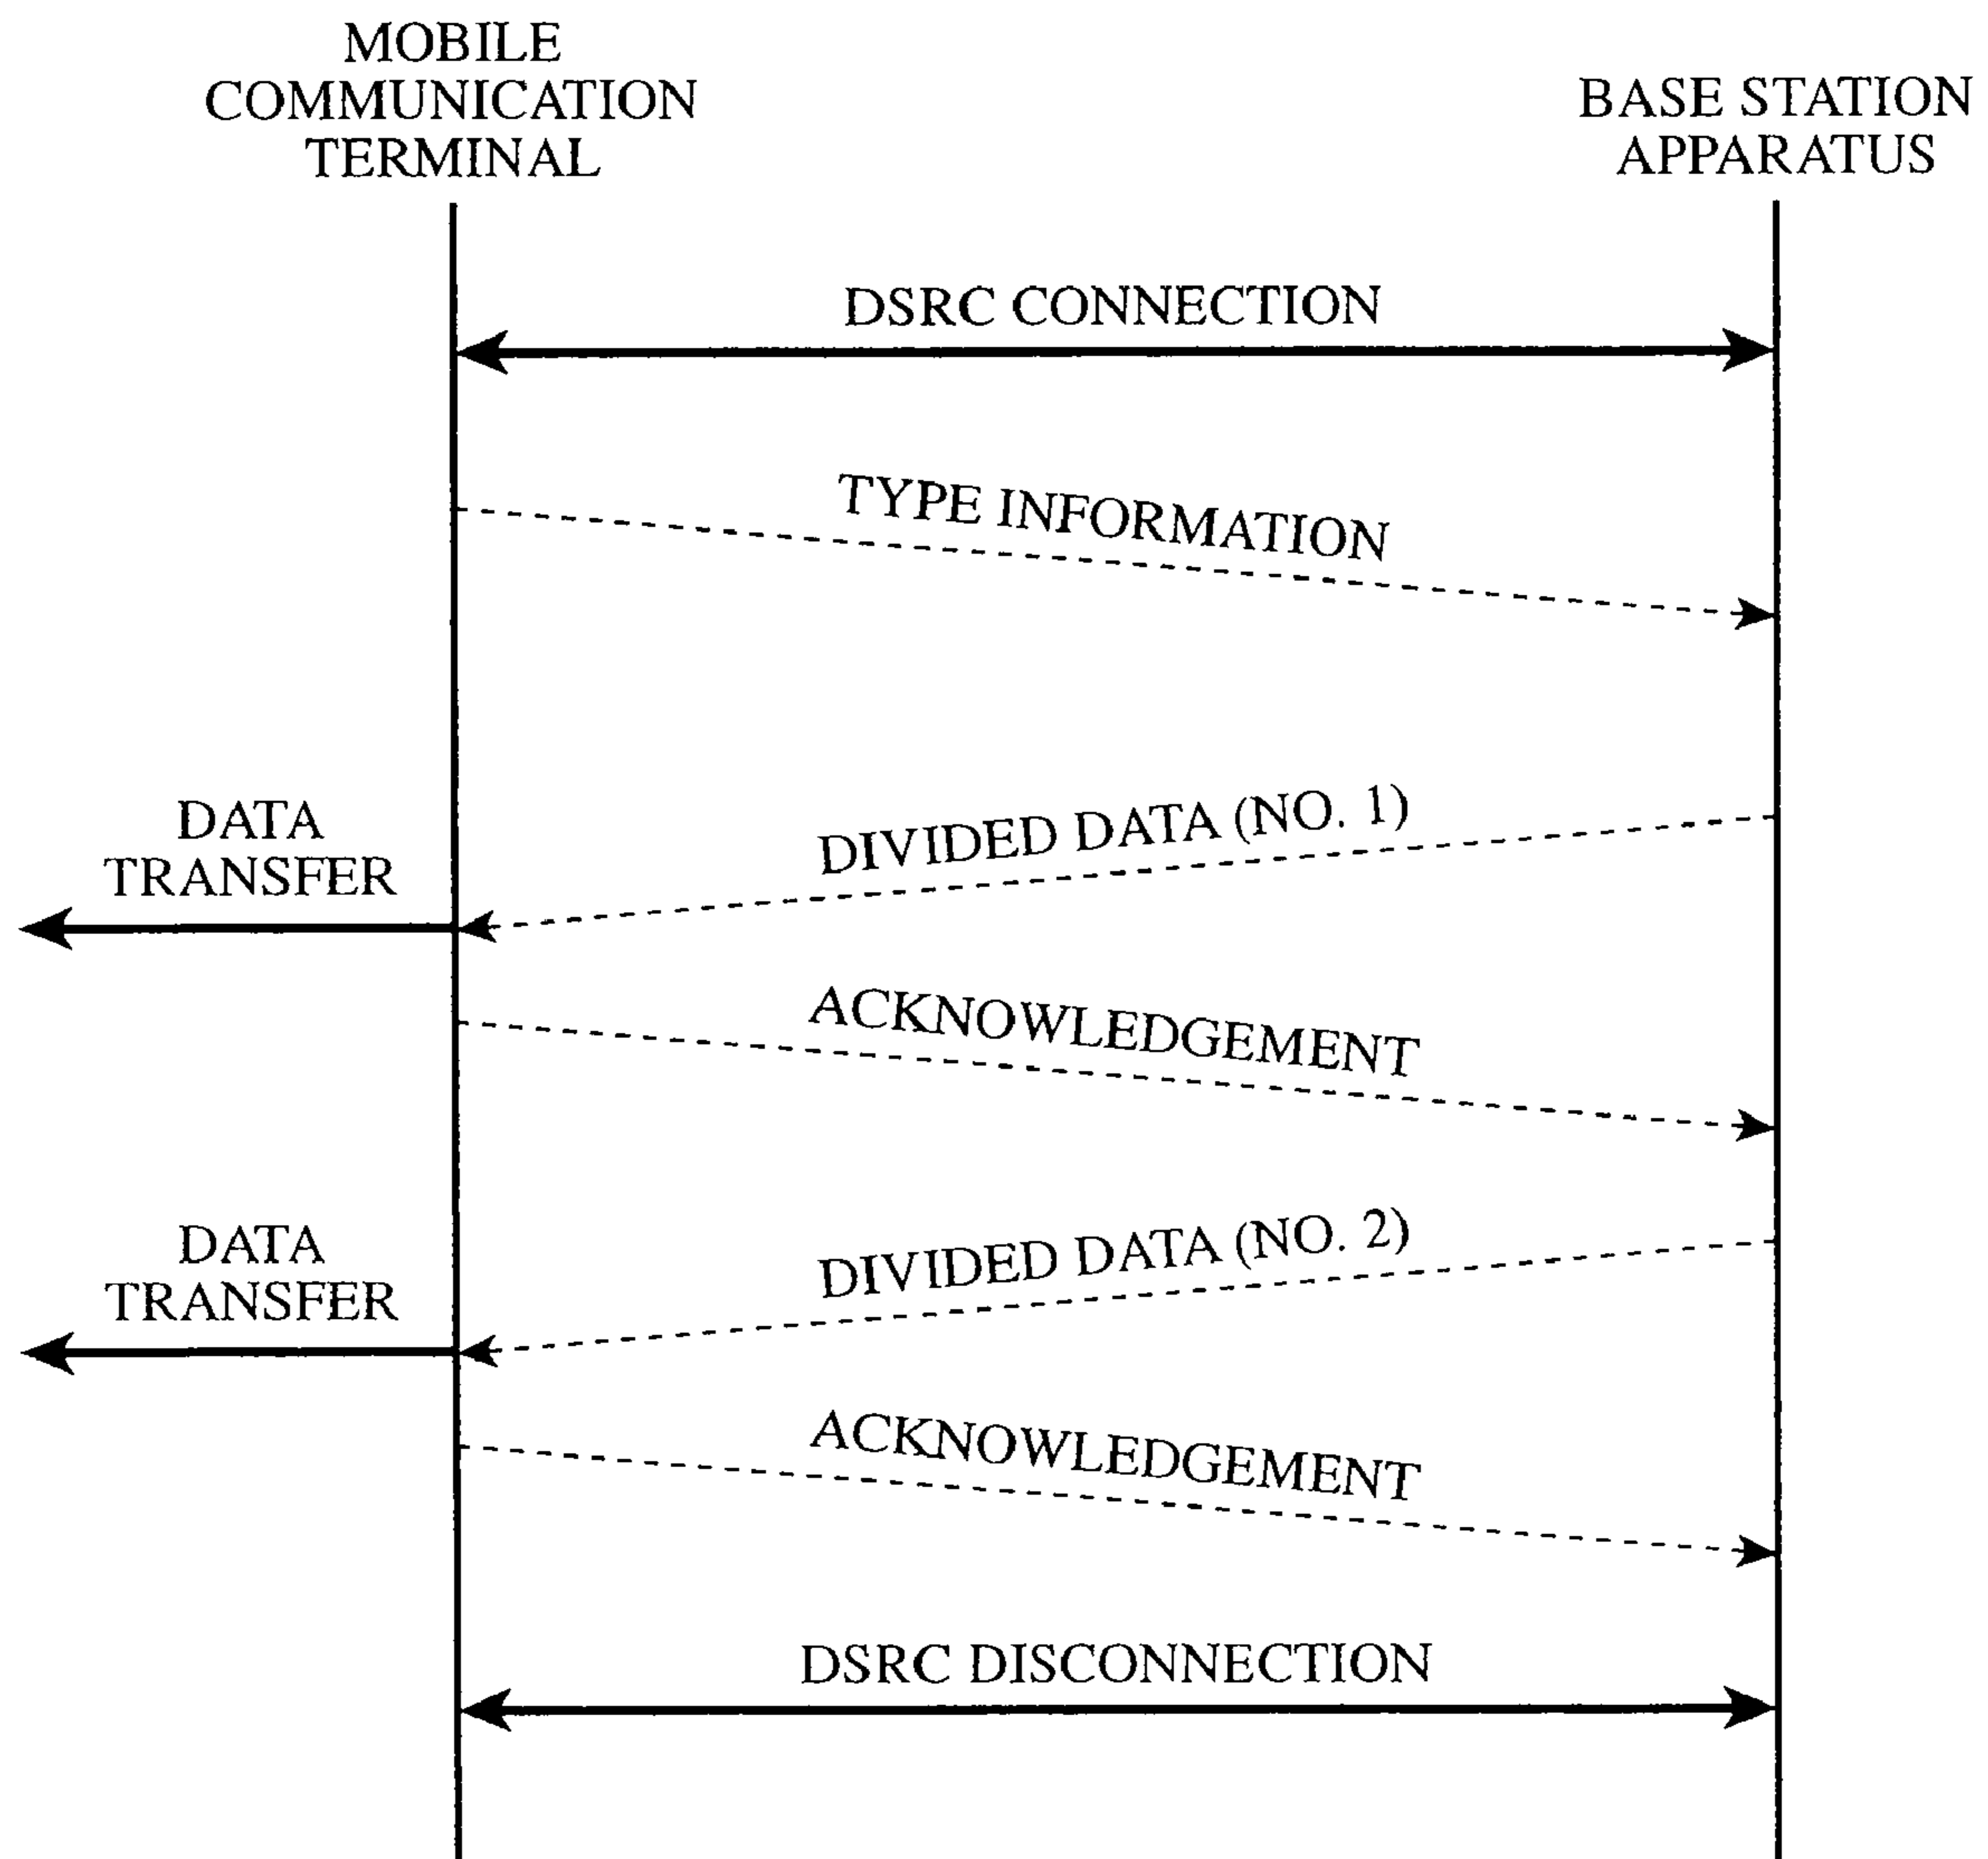 MOBILE
COMMUNICATION
TERMINAL
BASE STATION
APPARATUS
DSRC CONNECTION
TYPE INFORMATION
DIVIDED DATA (NO. 1)
DATA
TRANSFER
ACKNOWLEDGEMENT
DIVIDED DATA (NO. 2)
DATA
TRANSFER
ACKNOWLEDGEMENT
DSRC DISCONNECTION